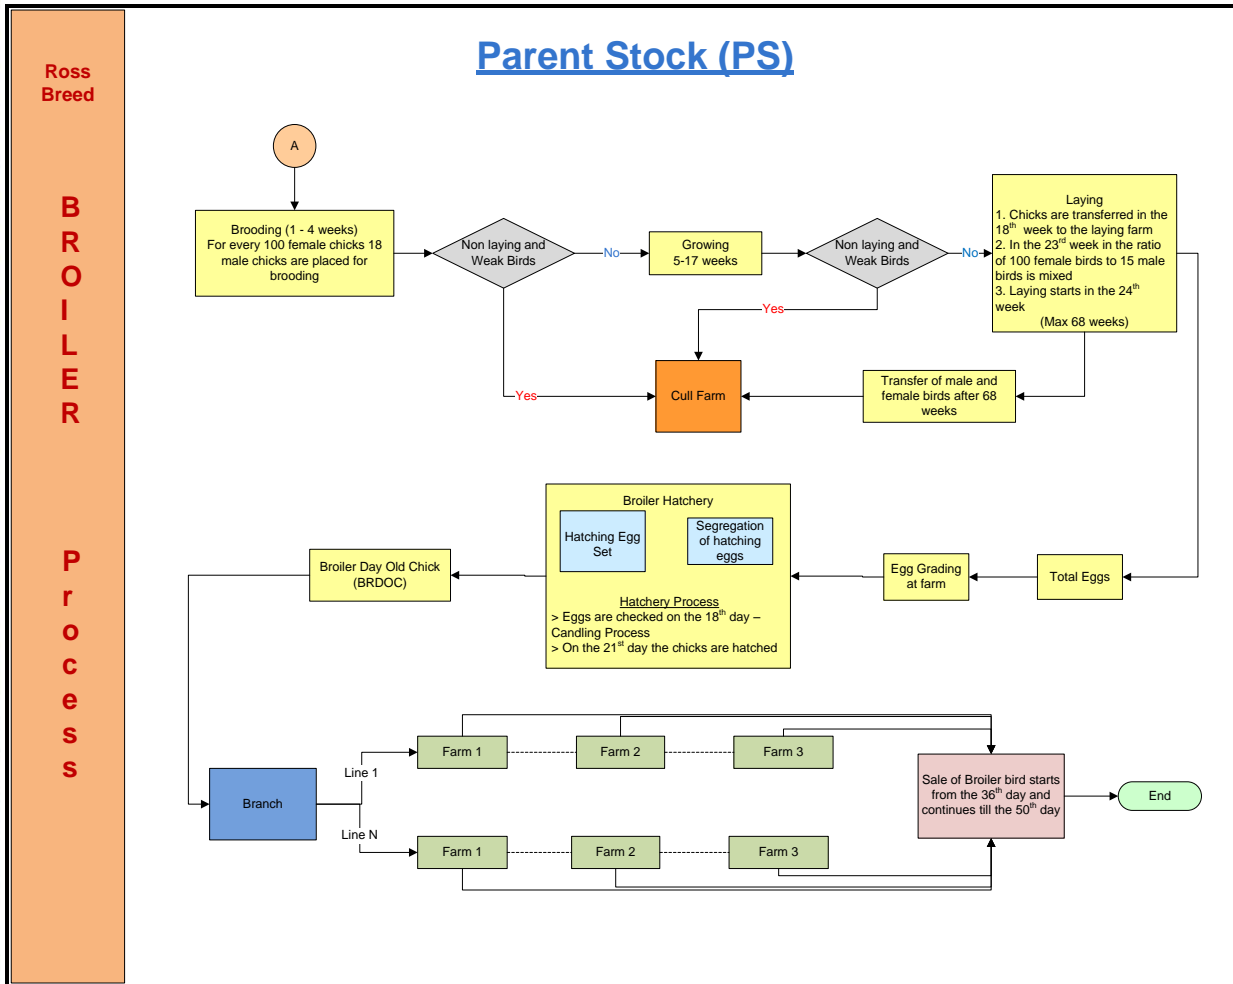 Parent Stock (PS)
Ross
Breed
B
R
O
I
L
E
R
P
r
o
c
e
s
s
A
Brooding (1 - 4 weeks)
For every 100 female chicks 18
male chicks are placed for
brooding
Non laying and
Weak Birds
No
Growing
5-17 weeks
Non laying and
Weak Birds
No
Laying
1. Chicks are transferred in the
18th week to the laying farm
2. In the 23rd week in the ratio
of 100 female birds to 15 male
birds is mixed
3. Laying starts in the 24th
week
(Max 68 weeks)
Yes
Yes
Cull Farm
Transfer of male and
female birds after 68
weeks
Broiler Hatchery
Hatching Egg
Set
Segregation
of hatching
eggs
Hatchery Process
> Eggs are checked on the 18th day –
Candling Process
> On the 21st day the chicks are hatched
Broiler Day Old Chick
(BRDOC)
Egg Grading
at farm
Total Eggs
Branch
Line 1
Line N
Farm 1
Farm 2
Farm 3
Farm 1
Farm 2
Farm 3
Sale of Broiler bird starts
from the 36th day and
continues till the 50th day
End